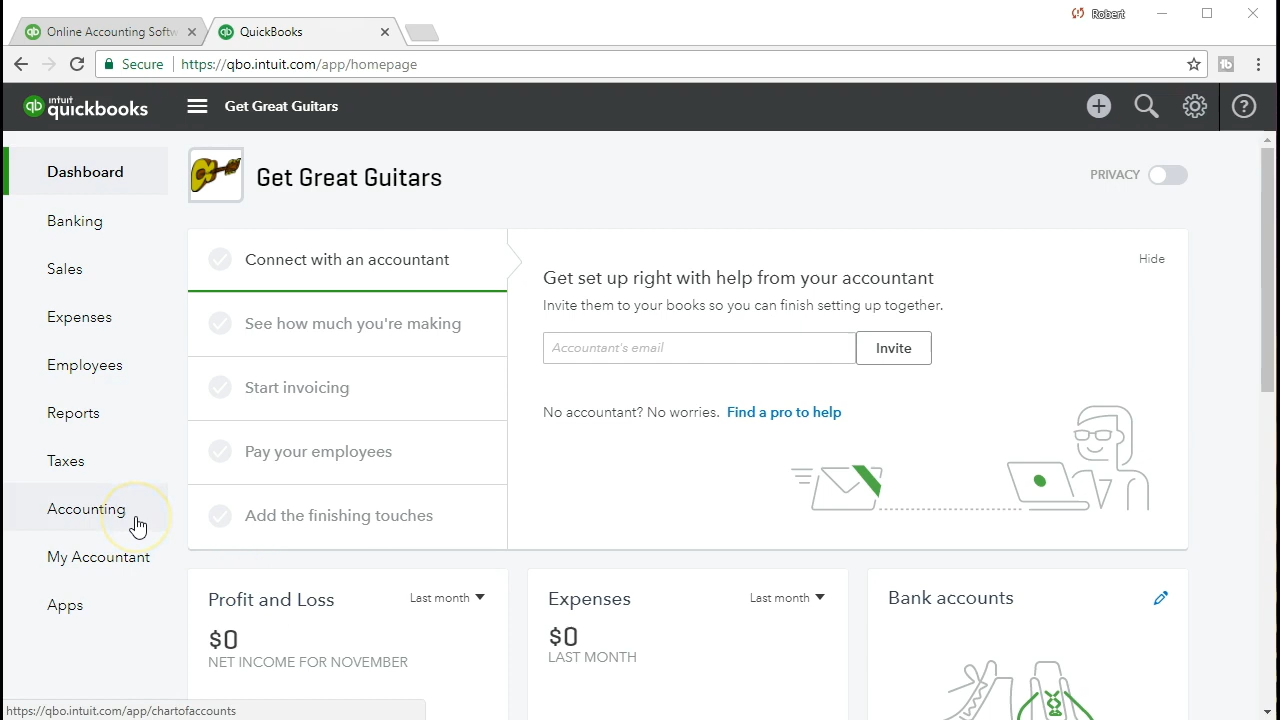 Online Accounting Softw
QuickBooks
Robert
Secure
https://qbo.intuit.com/app/homepage
qb intuit quickbooks
Get Great Guitars
Dashboard
Banking
Sales
Expenses
Employees
Reports
Taxes
Accounting
My Accountant
Apps
Get Great Guitars
PRIVACY
Connect with an accountant
See how much you're making
Start invoicing
Pay your employees
Add the finishing touches
Hide
Get set up right with help from your accountant
Invite them to your books so you can finish setting up together.
Accountant's email
Invite
No accountant? No worries. Find a pro to help
Profit and Loss
Last month
$0
NET INCOME FOR NOVEMBER
Expenses
Last month
$0
LAST MONTH
Bank accounts
https://qbo.intuit.com/app/chartofaccounts